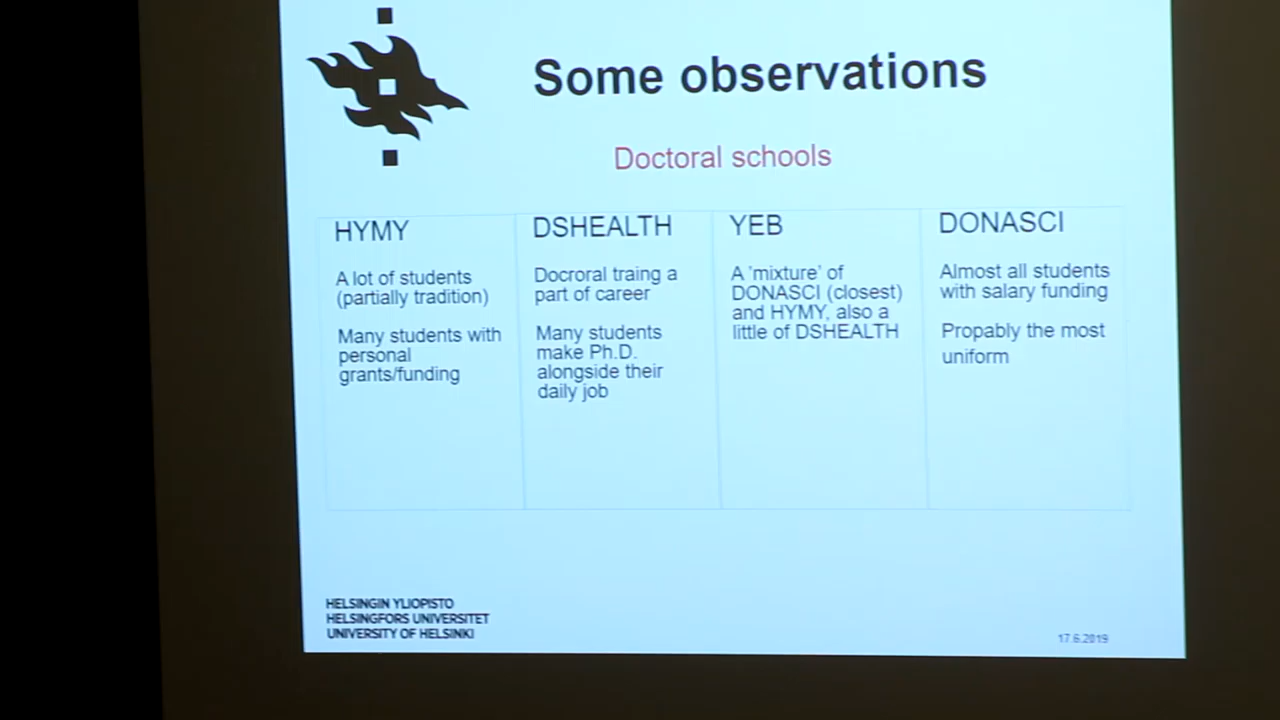 Some observations
Doctoral schools
HYMY
A lot of students
(partially tradition)
Many students with
personal
grants/funding
DSHEALTH
Docroral traing a
part of career
Many students
make Ph.D.
alongside their
daily job
YEB
A 'mixture' of
DONASCI (closest)
and HYMY, also a
little of DSHEALTH
DONASCI
Almost all students
with salary funding
Propably the most
uniform
HELSINGIN YLIOPISTO
HELSINGFORS UNIVERSITET
UNIVERSITY OF HELSINKI
17.6.2019